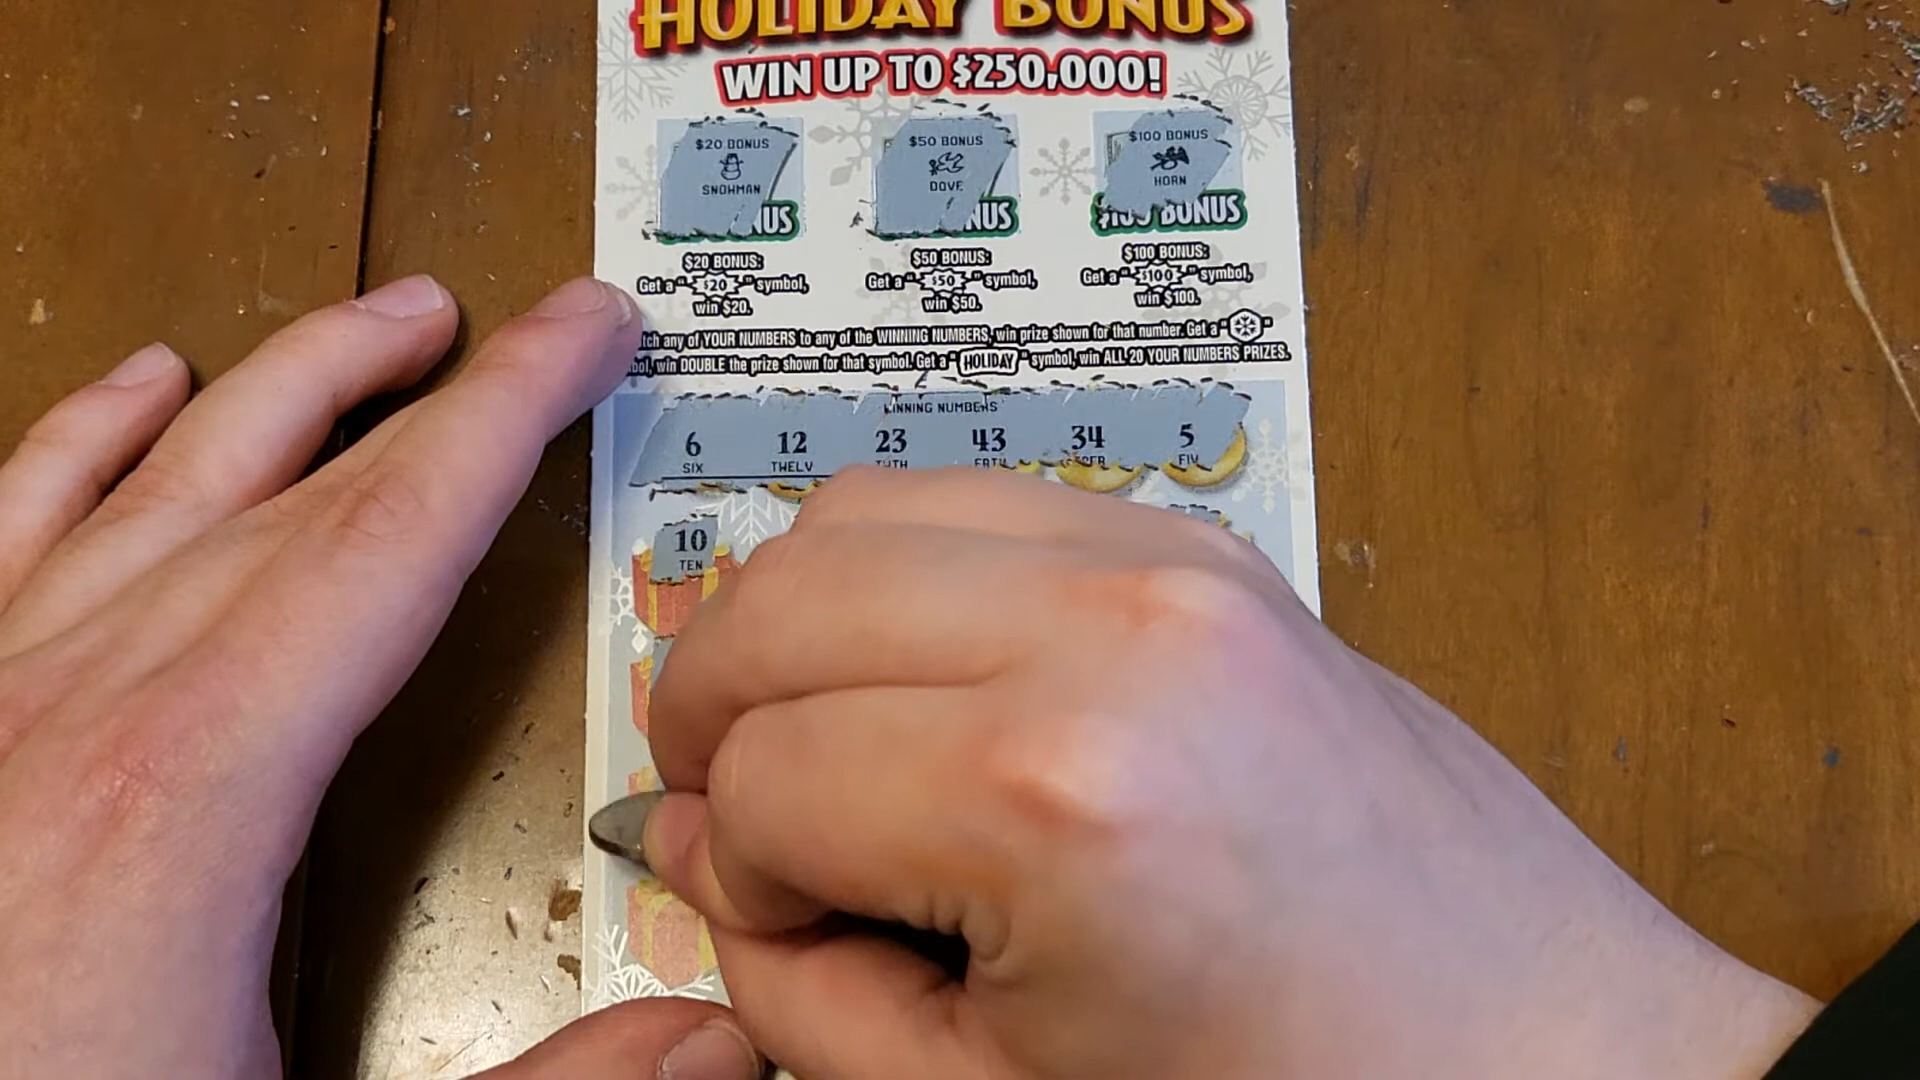 HOLIDAY BONUS
WIN UP TO $250,000!
$20 BONUS
SNOWMAN
$50 BONUS
DOVE
$100 BONUS
HORN
$100 BONUS
$20 BONUS:
Get a "$20" symbol,
win $20.
$50 BONUS:
Get a "$50" symbol,
win $50.
$100 BONUS:
Get a "$100" symbol,
win $100.
any of YOUR NUMBERS to any of the WINNING NUMBERS, win prize shown for that number. Get a " "
win DOUBLE the prize shown for that symbol. Get a "HOLIDAY" symbol, win ALL 20 YOUR NUMBERS PRIZES.
WINNING NUMBERS
6 12 23 43 34 5
SIX TWELV FIV
10
TEN